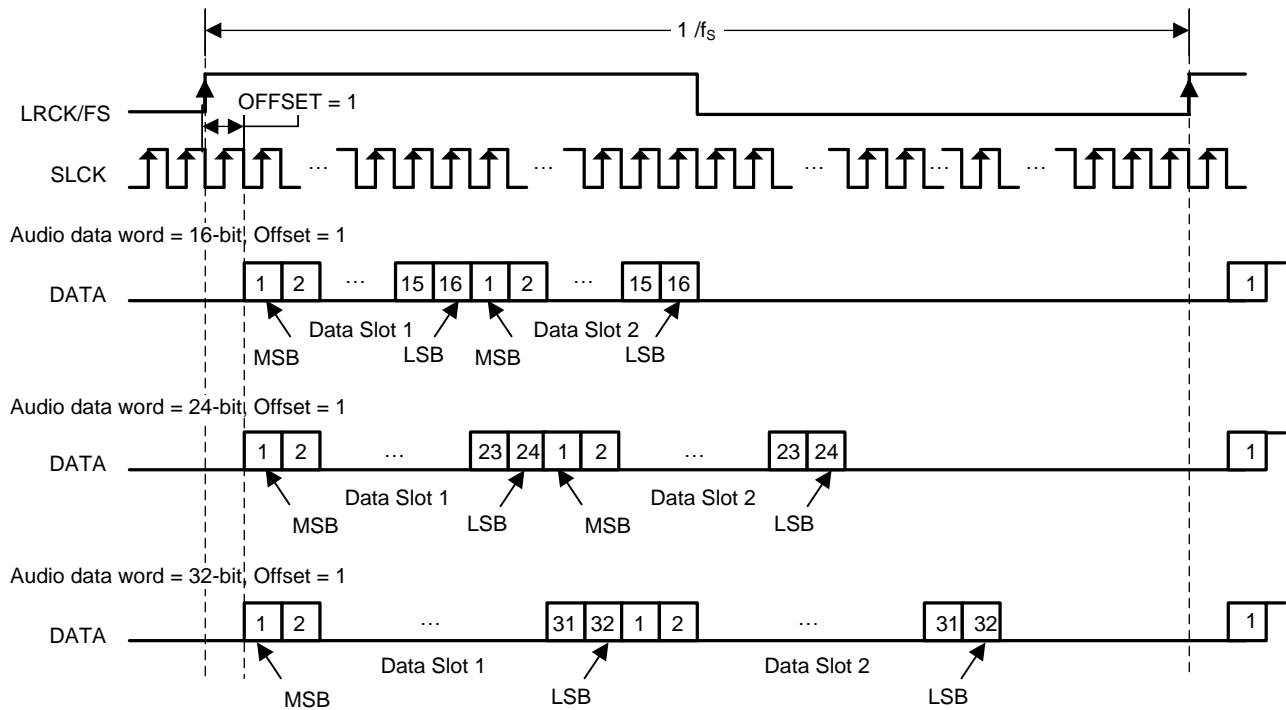 1 /fS
LRCK/FS
OFFSET = 1
SLCK
... ... ... ... ...
Audio data word = 16-bit, Offset = 1
DATA
1 2 ... 15 16 1 2 ... 15 16 1
Data Slot 1 Data Slot 2
MSB LSB MSB LSB
Audio data word = 24-bit, Offset = 1
DATA
1 2 ... 23 24 1 2 ... 23 24 1
Data Slot 1 Data Slot 2
MSB LSB MSB LSB
Audio data word = 32-bit, Offset = 1
DATA
1 2 ... 31 32 1 2 ... 31 32 1
Data Slot 1 Data Slot 2
MSB LSB LSB